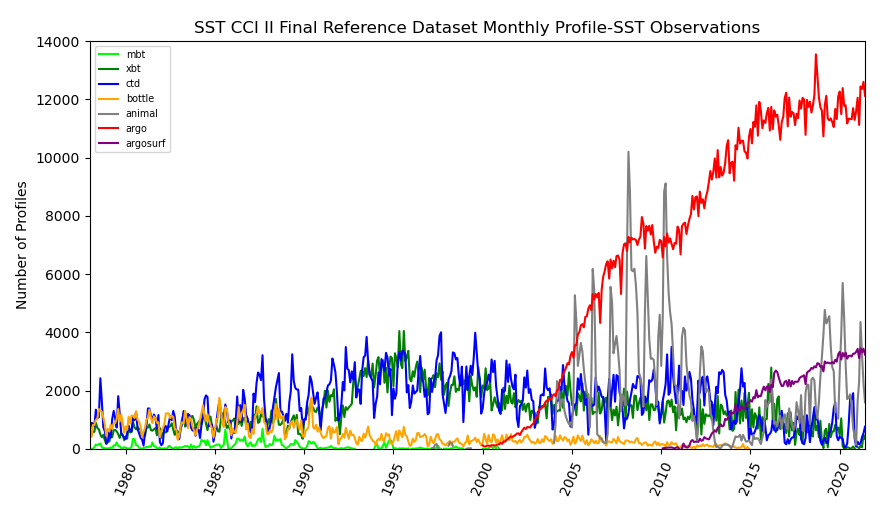 SST CCI II Final Reference Dataset Monthly Profile-SST Observations
14000
12000
10000
8000
6000
4000
2000
0
Number of Profiles
mbt
xbt
ctd
bottle
animal
argo
argosurf
1980
1985
1990
1995
2000
2005
2010
2015
2020